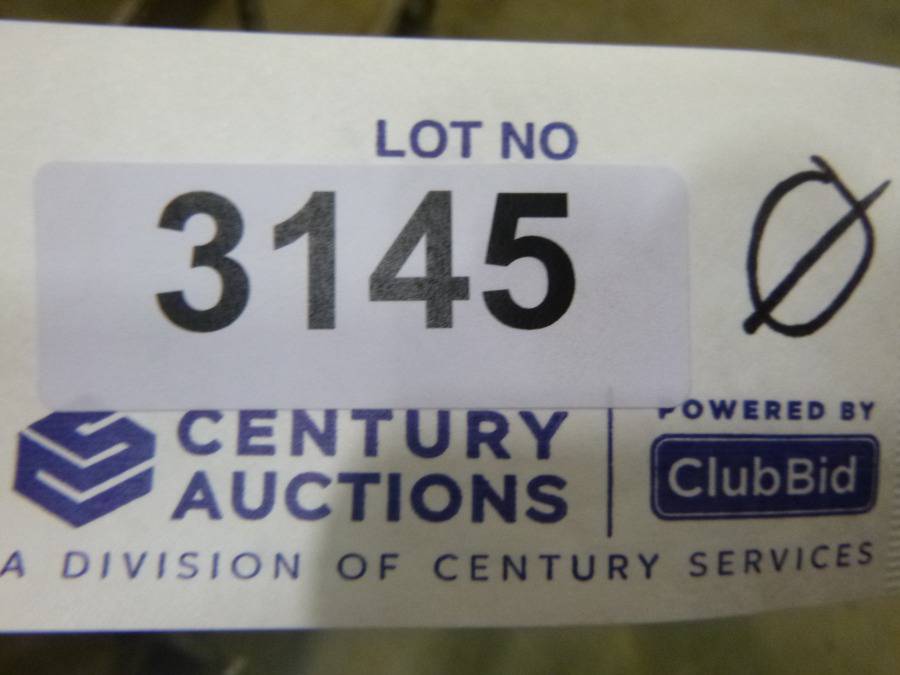 LOT NO
3145 Ø
CENTURY
AUCTIONS
POWERED BY
ClubBid
A DIVISION OF CENTURY SERVICES